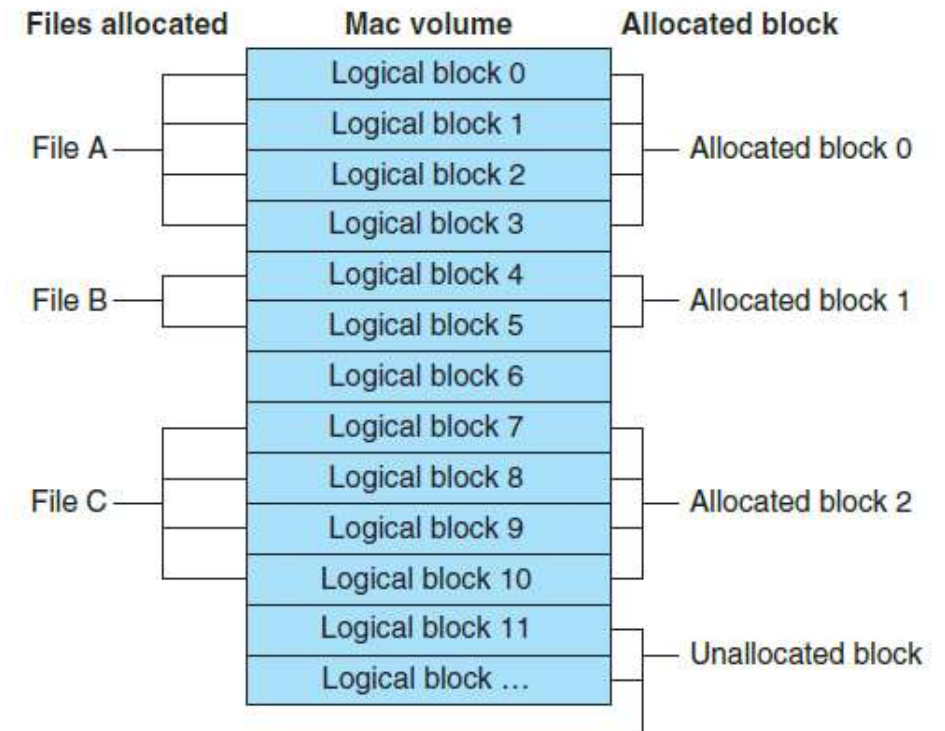 Files allocated Mac volume Allocated block
Logical block 0
Logical block 1
File A Allocated block 0
Logical block 2
Logical block 3
Logical block 4
File B Allocated block 1
Logical block 5
Logical block 6
Logical block 7
Logical block 8
File C Allocated block 2
Logical block 9
Logical block 10
Logical block 11
Unallocated block
Logical block …